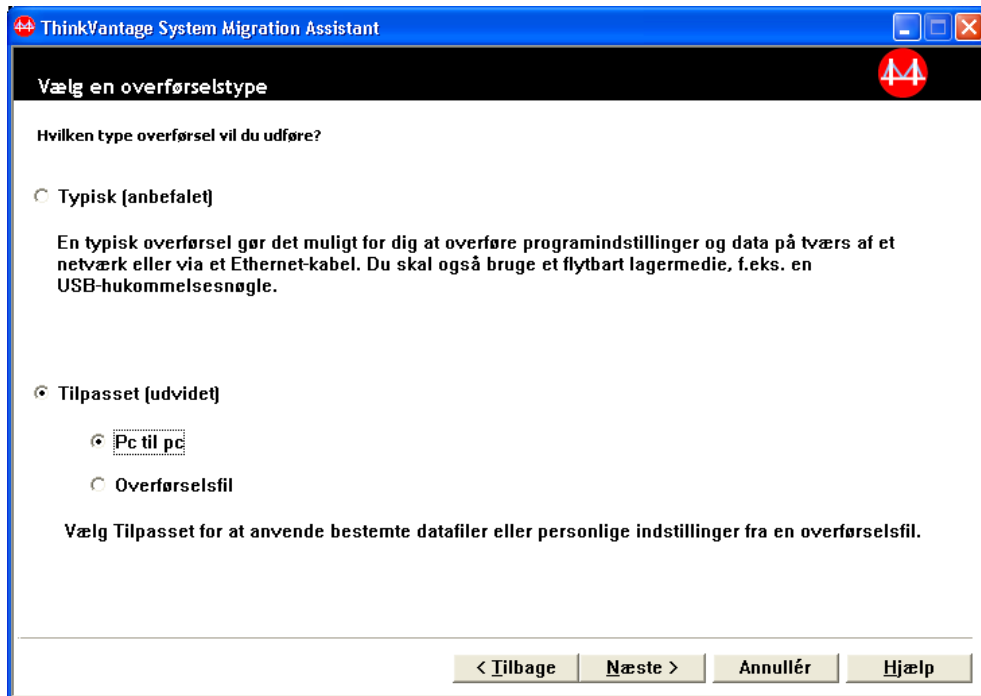 ThinkVantage System Migration Assistant
Vælg en overførselstype
Hvilken type overførsel vil du udføre?
Typisk (anbefalet)
En typisk overførsel gør det muligt for dig at overføre programindstillinger og data på tværs af et
netværk eller via et Ethernet-kabel. Du skal også bruge et flytbart lagermedie, f.eks. en
USB-hukommelsesnøgle.
Tilpasset (udvidet)
Pc til pc
Overførselsfil
Vælg Tilpasset for at anvende bestemte datafiler eller personlige indstillinger fra en overførselsfil.
< Tilbage Næste > Annullér Hjælp